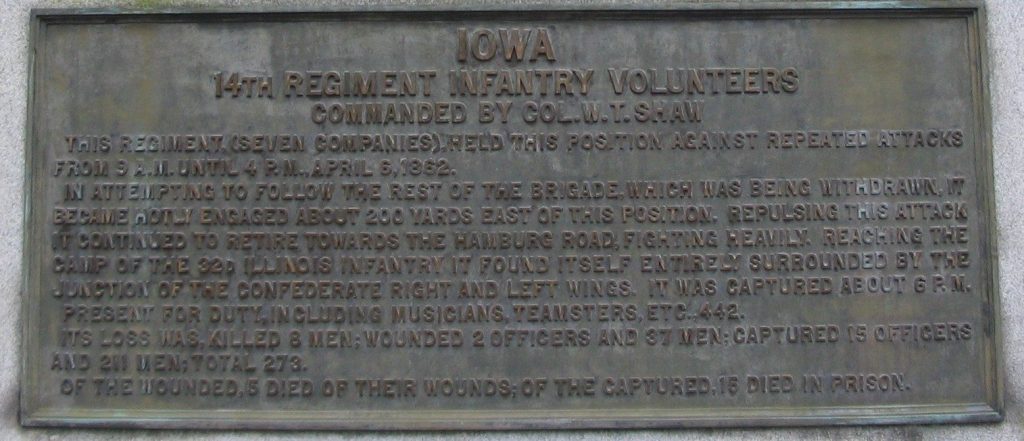 IOWA
14TH REGIMENT INFANTRY VOLUNTEERS
COMMANDED BY COL. W. T. SHAW
THIS REGIMENT, (SEVEN COMPANIES), HELD THIS POSITION AGAINST REPEATED ATTACKS
FROM 9 A.M. UNTIL 4 P.M., APRIL 6, 1862.
IN ATTEMPTING TO FOLLOW THE REST OF THE BRIGADE, WHICH WAS BEING WITHDRAWN, IT
BECAME HOTLY ENGAGED ABOUT 200 YARDS EAST OF THIS POSITION. REPULSING THIS ATTACK
IT CONTINUED TO RETIRE TOWARDS THE HAMBURG ROAD, FIGHTING HEAVILY. REACHING THE
CAMP OF THE 32D ILLINOIS INFANTRY IT FOUND ITSELF ENTIRELY SURROUNDED BY THE
JUNCTION OF THE CONFEDERATE RIGHT AND LEFT WINGS. IT WAS CAPTURED ABOUT 6 P.M.
PRESENT FOR DUTY, INCLUDING MUSICIANS, TEAMSTERS, ETC., 442.
ITS LOSS WAS, KILLED 8 MEN; WOUNDED 2 OFFICERS AND 37 MEN; CAPTURED 15 OFFICERS
AND 211 MEN; TOTAL 273.
OF THE WOUNDED, 5 DIED OF THEIR WOUNDS; OF THE CAPTURED, 15 DIED IN PRISON.